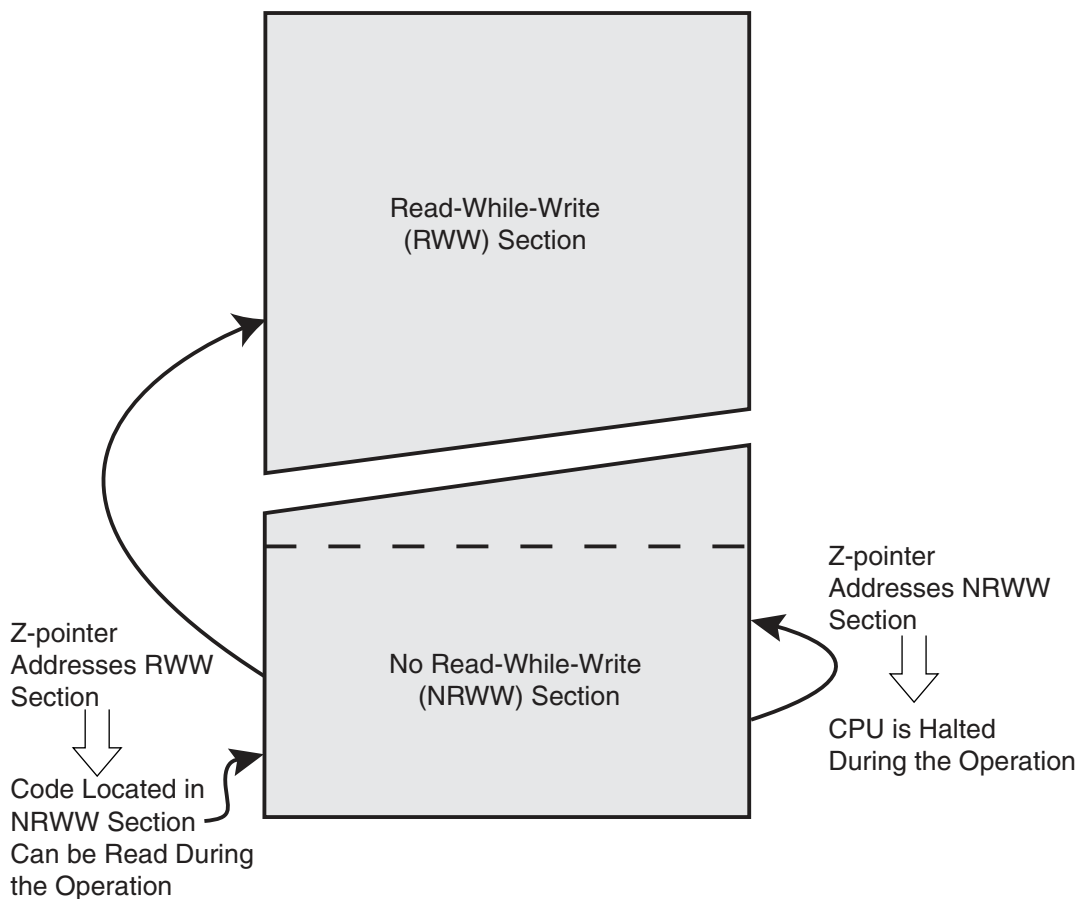 Read-While-Write
(RWW) Section
Z-pointer
Addresses NRWW
Section
CPU is Halted
During the Operation
No Read-While-Write
(NRWW) Section
Z-pointer
Addresses RWW
Section
Code Located in
NRWW Section
Can be Read During
the Operation